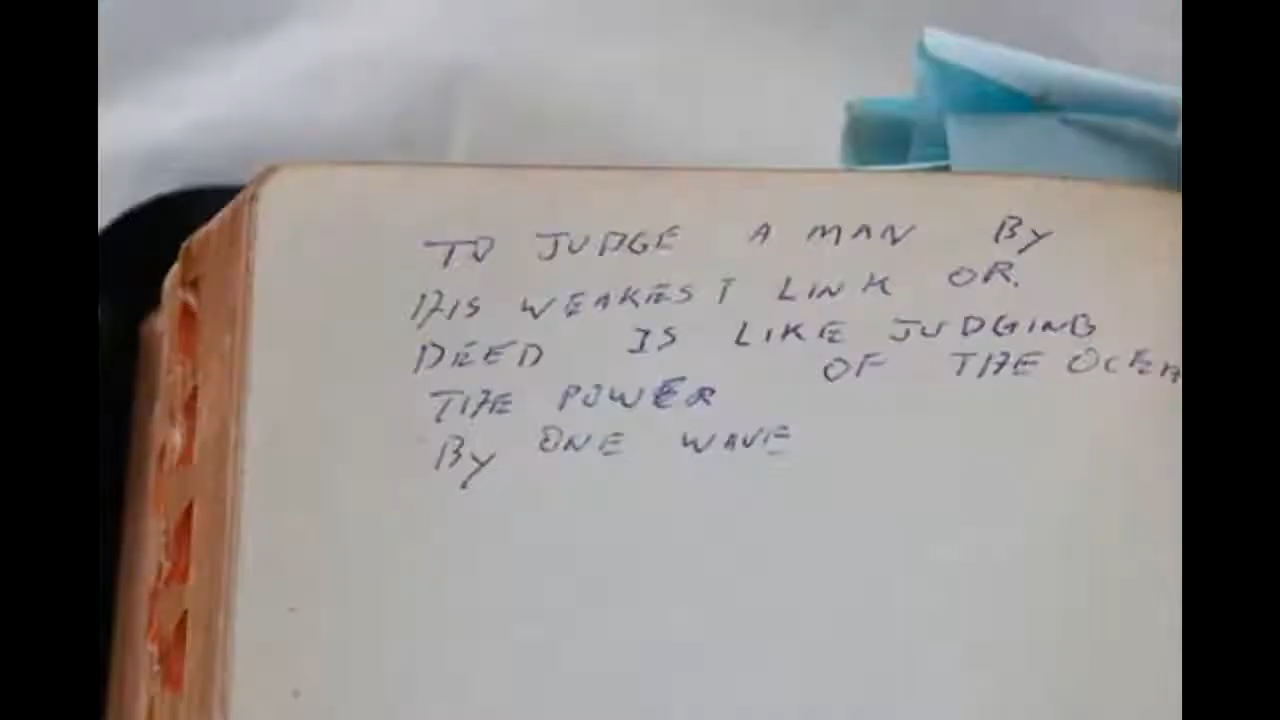 TO JUDGE A MAN BY
HIS WEAKEST LINK OR
DEED IS LIKE JUDGING
THE POWER OF THE OCEA
BY ONE WAVE